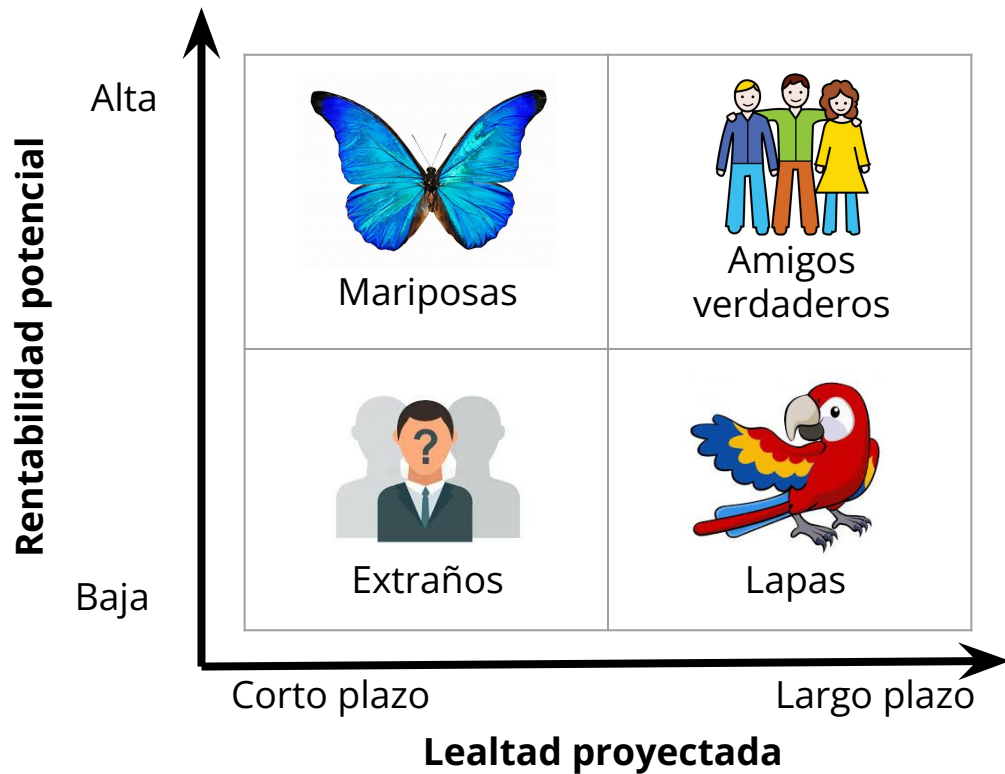 Rentabilidad potencial
Alta
Mariposas
Amigos
verdaderos
?
Extraños
Lapas
Baja
Corto plazo
Largo plazo
Lealtad proyectada